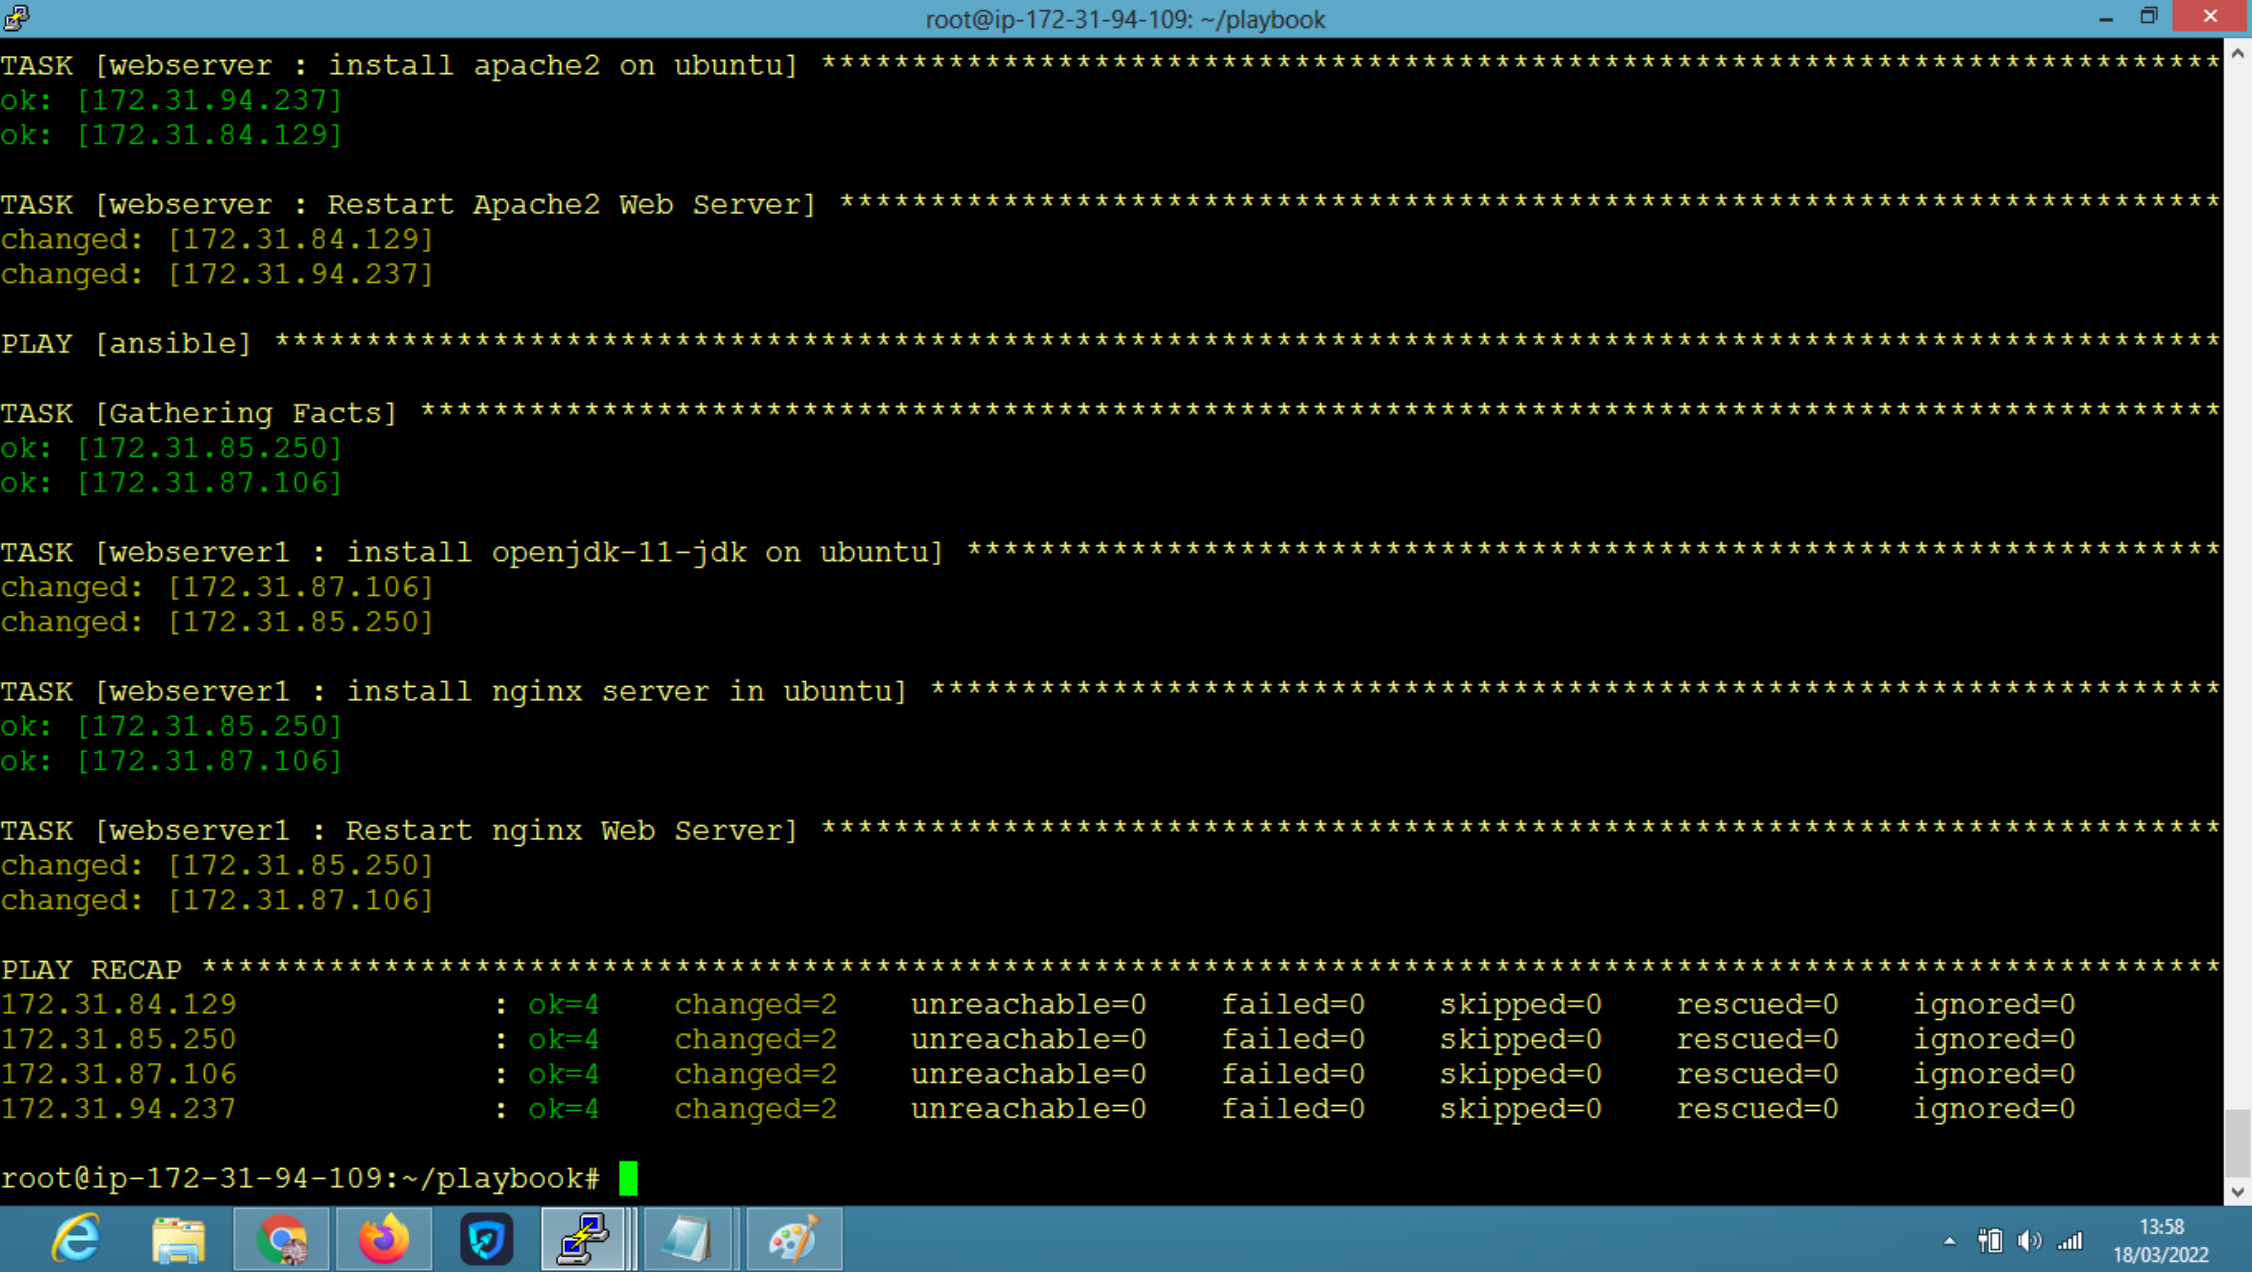 root@ip-172-31-94-109: ~/playbook
TASK [webserver : install apache2 on ubuntu] *****************************************************************************
ok: [172.31.94.237]
ok: [172.31.84.129]
TASK [webserver : Restart Apache2 Web Server] ****************************************************************************
changed: [172.31.84.129]
changed: [172.31.94.237]
PLAY [ansible] ***********************************************************************************************************
TASK [Gathering Facts] ***************************************************************************************************
ok: [172.31.85.250]
ok: [172.31.87.106]
TASK [webserver1 : install openjdk-11-jdk on ubuntu] *********************************************************************
changed: [172.31.87.106]
changed: [172.31.85.250]
TASK [webserver1 : install nginx server in ubuntu] ***********************************************************************
ok: [172.31.85.250]
ok: [172.31.87.106]
TASK [webserver1 : Restart nginx Web Server] *****************************************************************************
changed: [172.31.85.250]
changed: [172.31.87.106]
PLAY RECAP ***************************************************************************************************************
172.31.84.129 : ok=4 changed=2 unreachable=0 failed=0 skipped=0 rescued=0 ignored=0
172.31.85.250 : ok=4 changed=2 unreachable=0 failed=0 skipped=0 rescued=0 ignored=0
172.31.87.106 : ok=4 changed=2 unreachable=0 failed=0 skipped=0 rescued=0 ignored=0
172.31.94.237 : ok=4 changed=2 unreachable=0 failed=0 skipped=0 rescued=0 ignored=0
root@ip-172-31-94-109:~/playbook#
13:58
18/03/2022